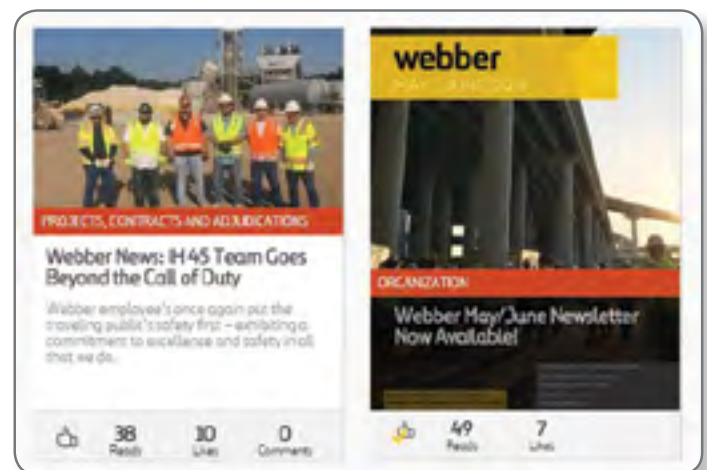 PROJECTS, CONTRACTS AND ADJUDICATIONS
Webber News: IH 45 Team Goes
Beyond the Call of Duty
Webber employee's once again put the
traveling public's safety first – exhibiting a
commitment to excellence and safety in all
that we do.
38
Reads
10
Likes
0
Comments
webber
ORGANIZATION
Webber May/June Newsletter
Now Available!
49
Reads
7
Likes